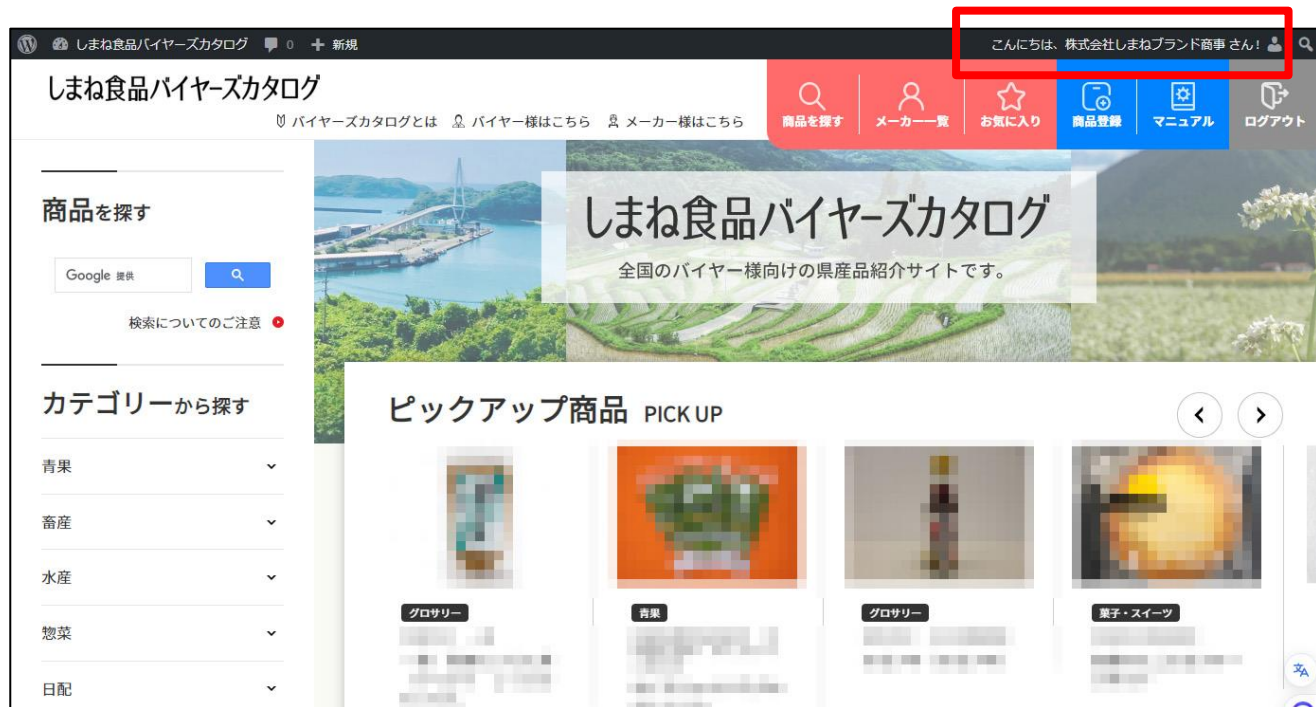 しまね食品バイヤーズカタログ 0 新規 こんにちは、株式会社しまねブランド商事 さん!
しまね食品バイヤーズカタログ
バイヤーズカタログとは バイヤー様はこちら メーカー様はこちら
商品を探す メーカー一覧 お気に入り 商品登録 マニュアル ログアウト
商品を探す
Google 提供
検索についてのご注意
カテゴリーから探す
青果
畜産
水産
惣菜
日配
しまね食品バイヤーズカタログ
全国のバイヤー様向けの県産品紹介サイトです。
ピックアップ商品 PICK UP
グロサリー 青果 グロサリー 菓子・スイーツ